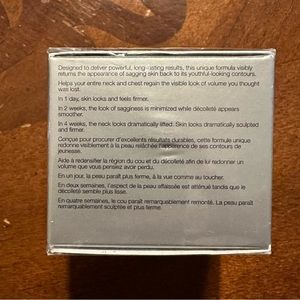 Designed to deliver powerful, long-lasting results, this unique formula visibly
returns the appearance of sagging skin back to its youthful-looking contours.
Helps your entire neck and chest regain the visible look of volume you thought
was lost.
In 1 day, skin looks and feels firmer.
In 2 weeks, the look of sagginess is minimized while décolleté appears
smoother.
In 4 weeks, the neck looks dramatically lifted. Skin looks dramatically sculpted
and firmer.
Conçue pour procurer d'excellents résultats durables, cette formule unique
redonne visiblement à la peau relâchée l'apparence de ses contours de
jeunesse.
Aide à redensifier la région du cou et du décolleté afin de lui redonner un
volume que vous pensiez avoir perdu.
En un jour, la peau paraît plus ferme, à la vue comme au toucher.
En deux semaines, l'aspect de la peau affaissée est atténué tandis que le
décolleté semble plus lisse.
En quatre semaines, le cou paraît remarquablement remonté. La peau paraît
remarquablement sculptée et plus ferme.